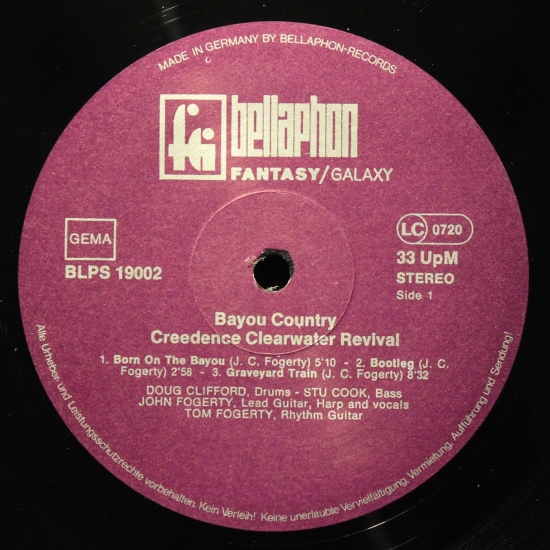 MADE IN GERMANY BY BELLAPHON-RECORDS
bellaphon
FANTASY/GALAXY
GEMA
BLPS 19002
LC 0720
33 UpM
STEREO
Side 1
Bayou Country
Creedence Clearwater Revival
1. Born On The Bayou (J. C. Fogerty) 5'10 - 2. Bootleg (J. C.
Fogerty) 2'58 - 3. Graveyard Train (J. C. Fogerty) 8'32
DOUG CLIFFORD, Drums - STU COOK, Bass
JOHN FOGERTY, Lead Guitar, Harp and vocals
TOM FOGERTY, Rhythm Guitar
Alle Urheber- und Leistungsschutzrechte vorbehalten. Kein Verleih! Keine unerlaubte Vervielfältigung, Vermietung, Aufführung und Sendung!